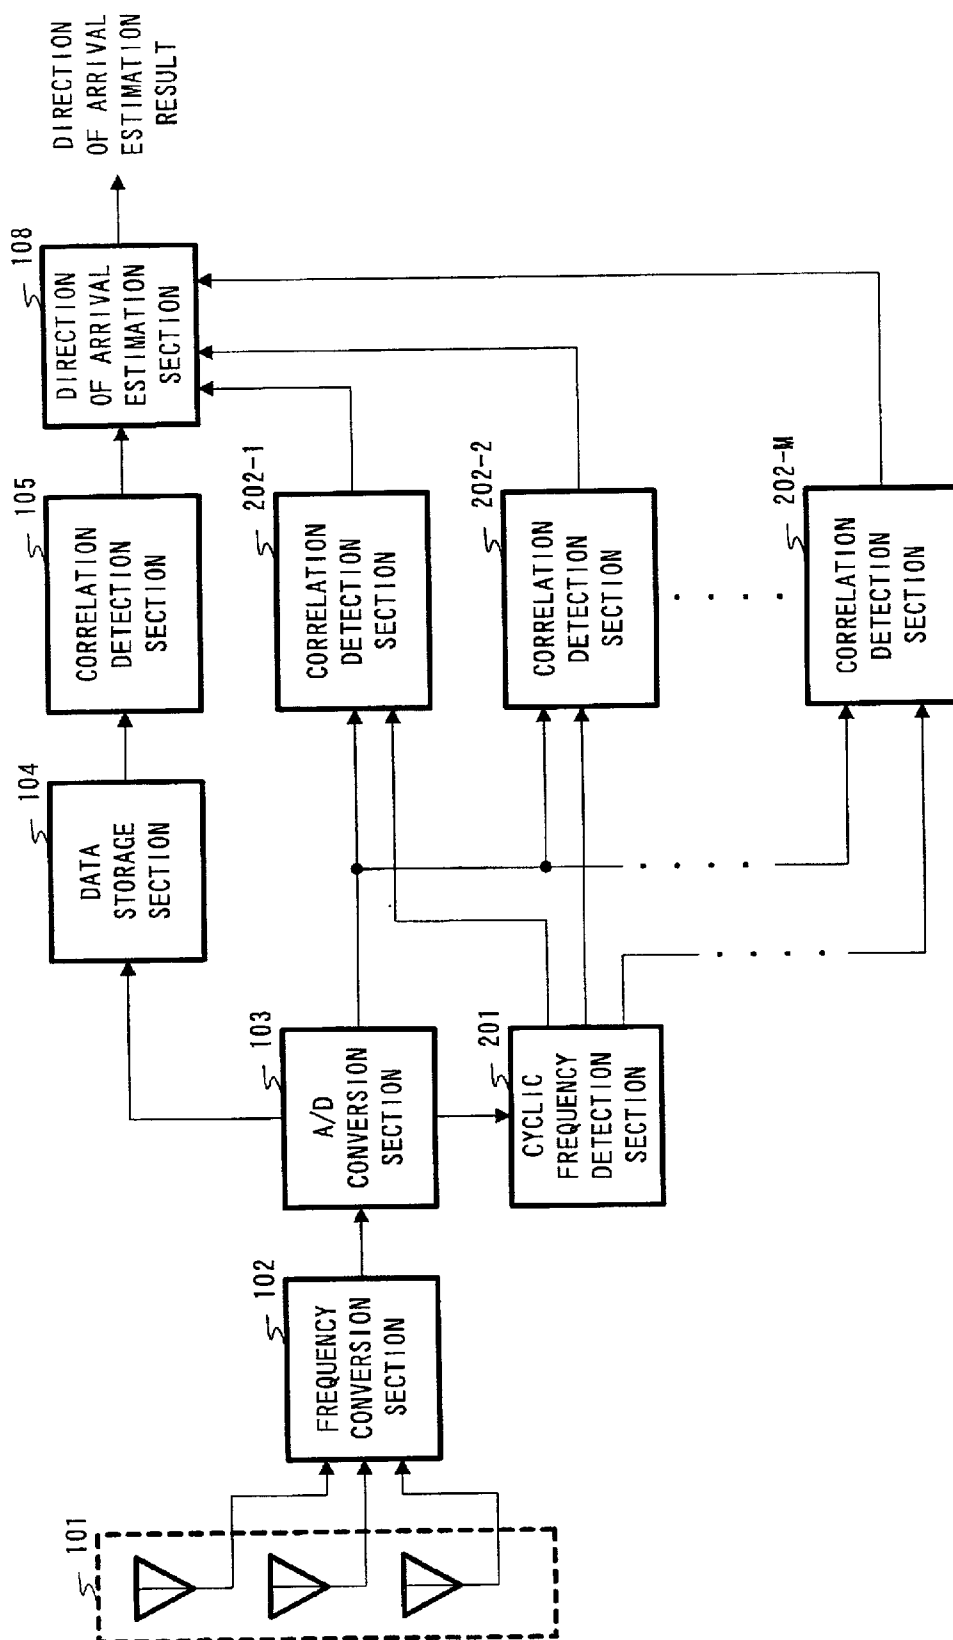 101
102
FREQUENCY
CONVERSION
SECTION
103
A/D
CONVERSION
SECTION
104
DATA
STORAGE
SECTION
105
CORRELATION
DETECTION
SECTION
108
DIRECTION
OF ARRIVAL
ESTIMATION
SECTION
DIRECTION
OF ARRIVAL
ESTIMATION
RESULT
201
CYCLIC
FREQUENCY
DETECTION
SECTION
202-1
CORRELATION
DETECTION
SECTION
202-2
CORRELATION
DETECTION
SECTION
202-M
CORRELATION
DETECTION
SECTION